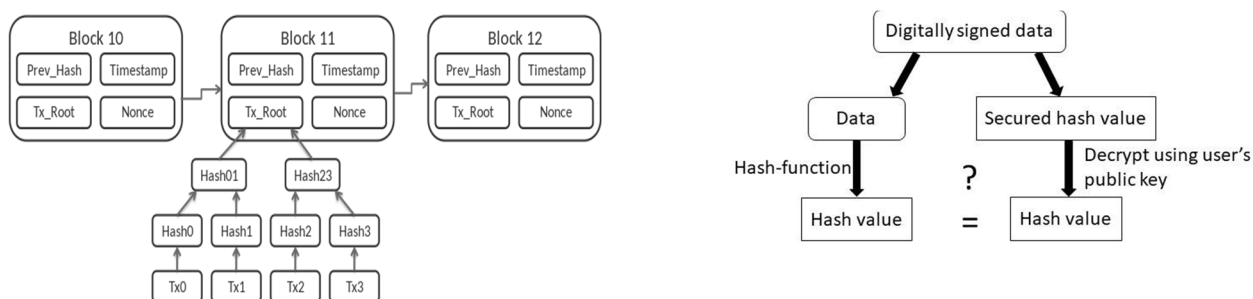 Block 10
Prev_Hash
Timestamp
Tx_Root
Nonce
Block 11
Prev_Hash
Timestamp
Tx_Root
Nonce
Block 12
Prev_Hash
Timestamp
Tx_Root
Nonce
Hash01
Hash23
Hash0
Hash1
Hash2
Hash3
Tx0
Tx1
Tx2
Tx3
Digitally signed data
Data
Secured hash value
Hash-function
Decrypt using user’s
public key
?
Hash value
=
Hash value